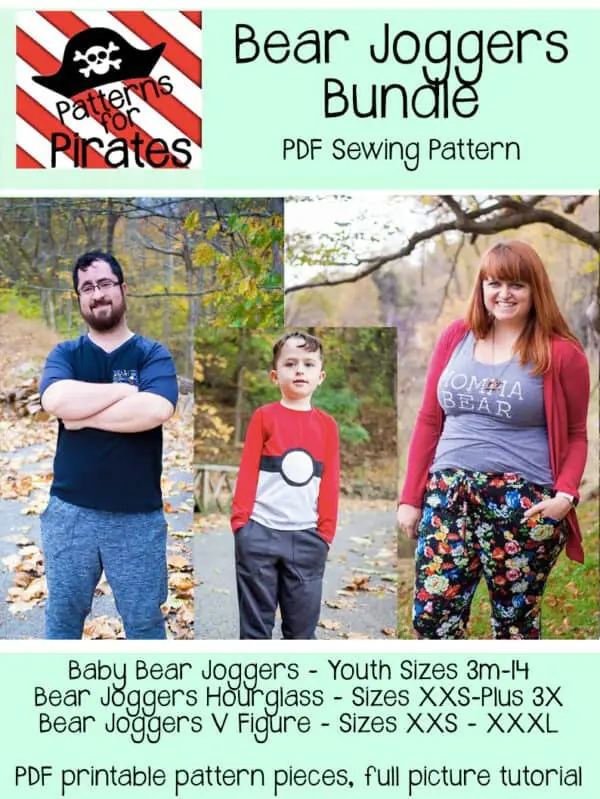 Patterns
for
Pirates
Bear Joggers
Bundle
PDF Sewing Pattern
MOMMA
BEAR
Baby Bear Joggers - Youth Sizes 3m-14
Bear Joggers Hourglass - Sizes XXS-Plus 3X
Bear Joggers V Figure - Sizes XXS - XXXL
PDF printable pattern pieces, full picture tutorial